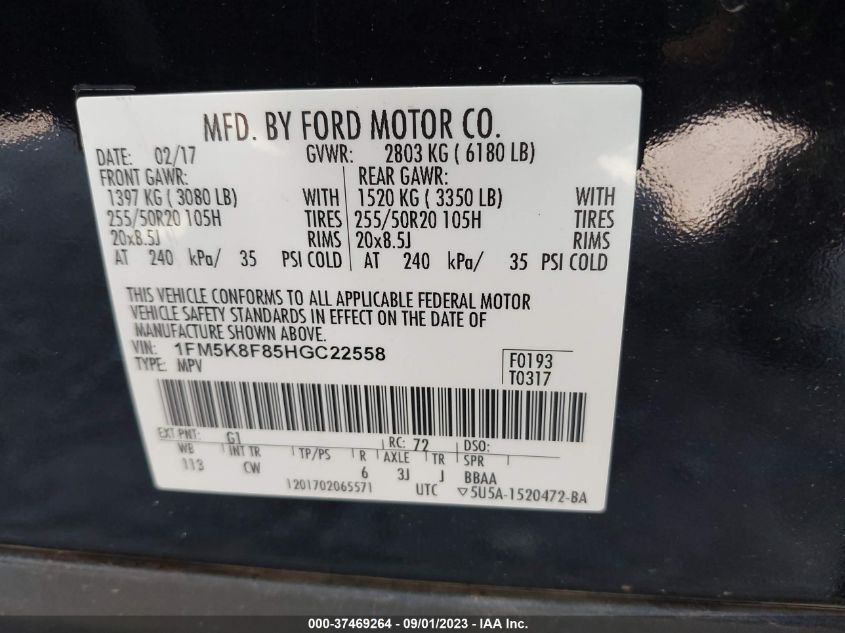 MFD. BY FORD MOTOR CO.
DATE: 02/17 GVWR: 2803 KG ( 6180 LB)
FRONT GAWR: REAR GAWR:
1397 KG ( 3080 LB) WITH 1520 KG ( 3350 LB) WITH
255/50R20 105H TIRES 255/50R20 105H TIRES
20x8.5J RIMS 20x8.5J RIMS
AT 240 kPa/ 35 PSI COLD AT 240 kPa/ 35 PSI COLD
THIS VEHICLE CONFORMS TO ALL APPLICABLE FEDERAL MOTOR
VEHICLE SAFETY STANDARDS IN EFFECT ON THE DATE OF
MANUFACTURE SHOWN ABOVE.
VIN: 1FM5K8F85HGC22558 F0193
TYPE: MPV T0317
EXT PNT: G1 RC: 72 DSO:
WB INT TR TP/PS R AXLE TR SPR
113 CW 6 3J J BBAA
1201702065571 UTC ▽5U5A-1520472-BA
000-37469264 - 09/01/2023 - IAA Inc.